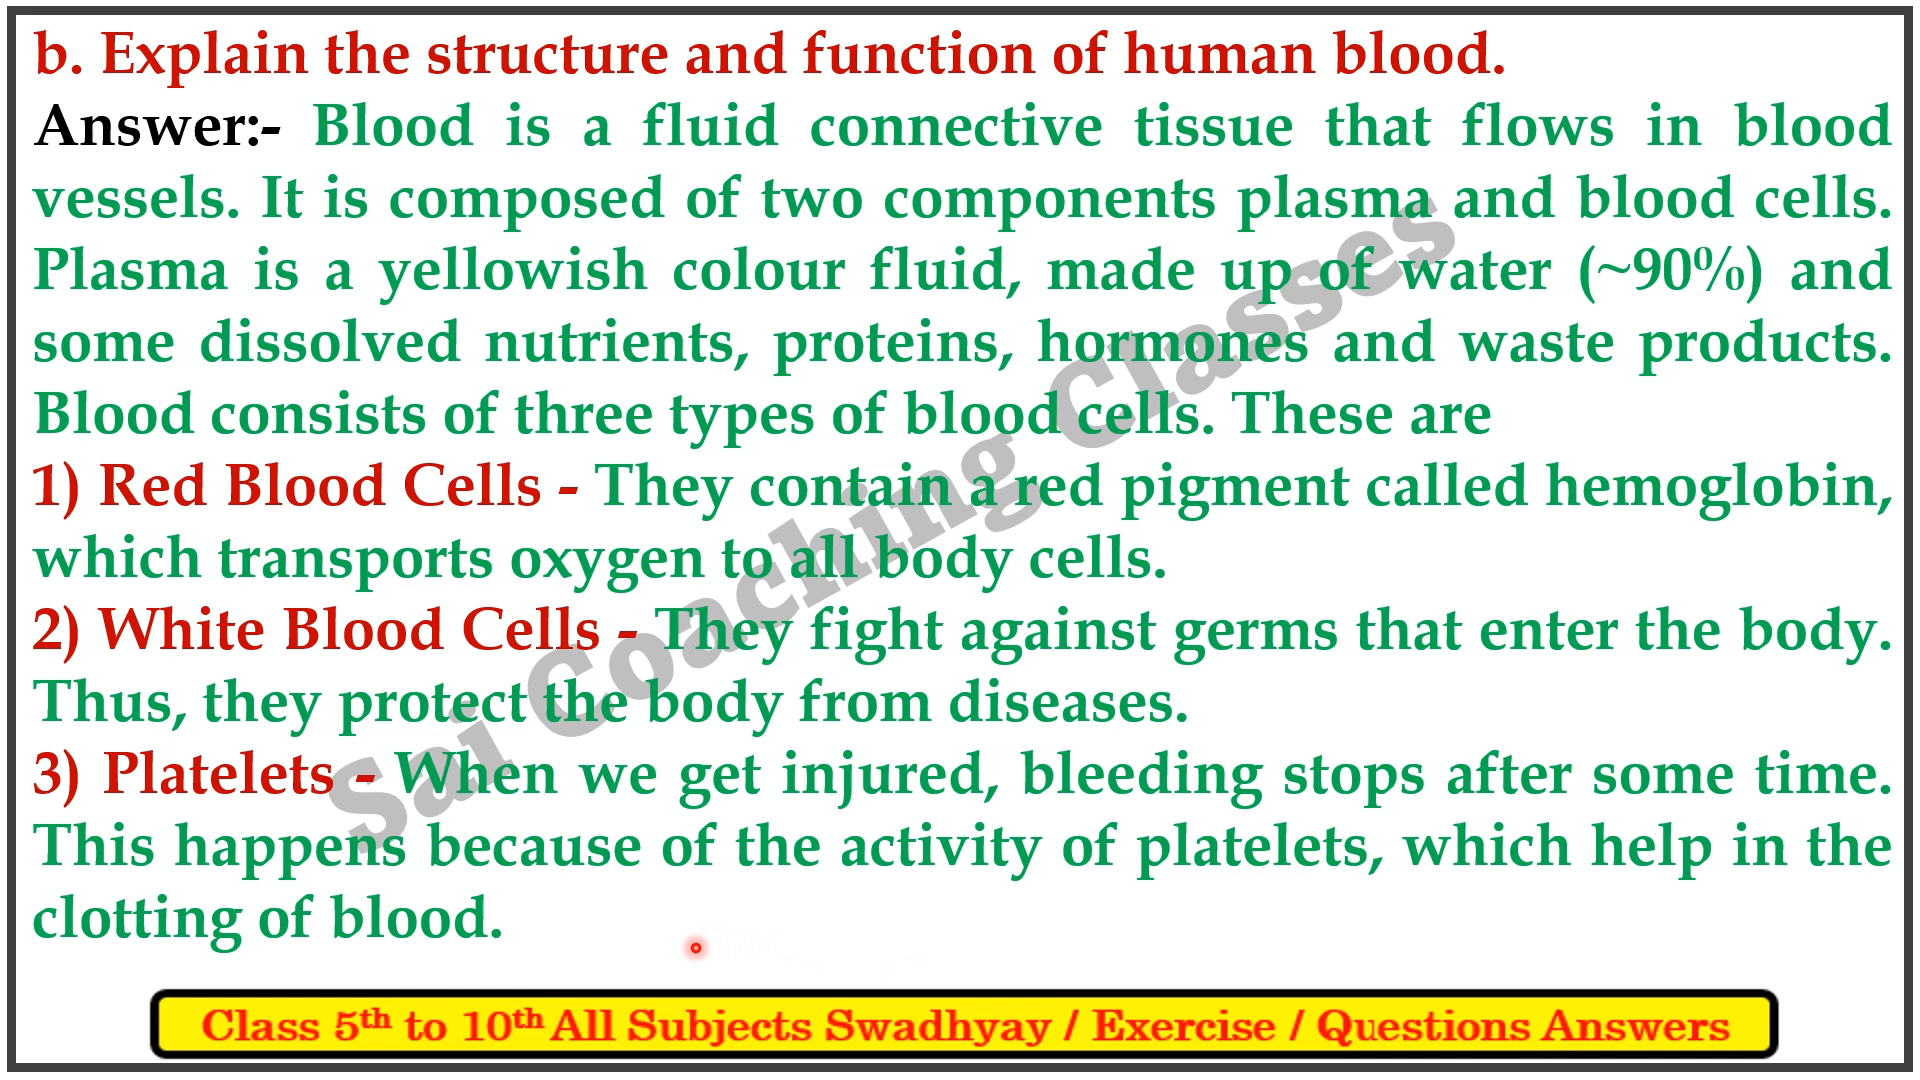 b. Explain the structure and function of human blood.
Answer:- Blood is a fluid connective tissue that flows in blood
vessels. It is composed of two components plasma and blood cells.
Plasma is a yellowish colour fluid, made up of water (~90%) and
some dissolved nutrients, proteins, hormones and waste products.
Blood consists of three types of blood cells. These are
1) Red Blood Cells - They contain a red pigment called hemoglobin,
which transports oxygen to all body cells.
2) White Blood Cells - They fight against germs that enter the body.
Thus, they protect the body from diseases.
3) Platelets - When we get injured, bleeding stops after some time.
This happens because of the activity of platelets, which help in the
clotting of blood.
Sai Coaching Classes
Class 5th to 10th All Subjects Swadhyay / Exercise / Questions Answers